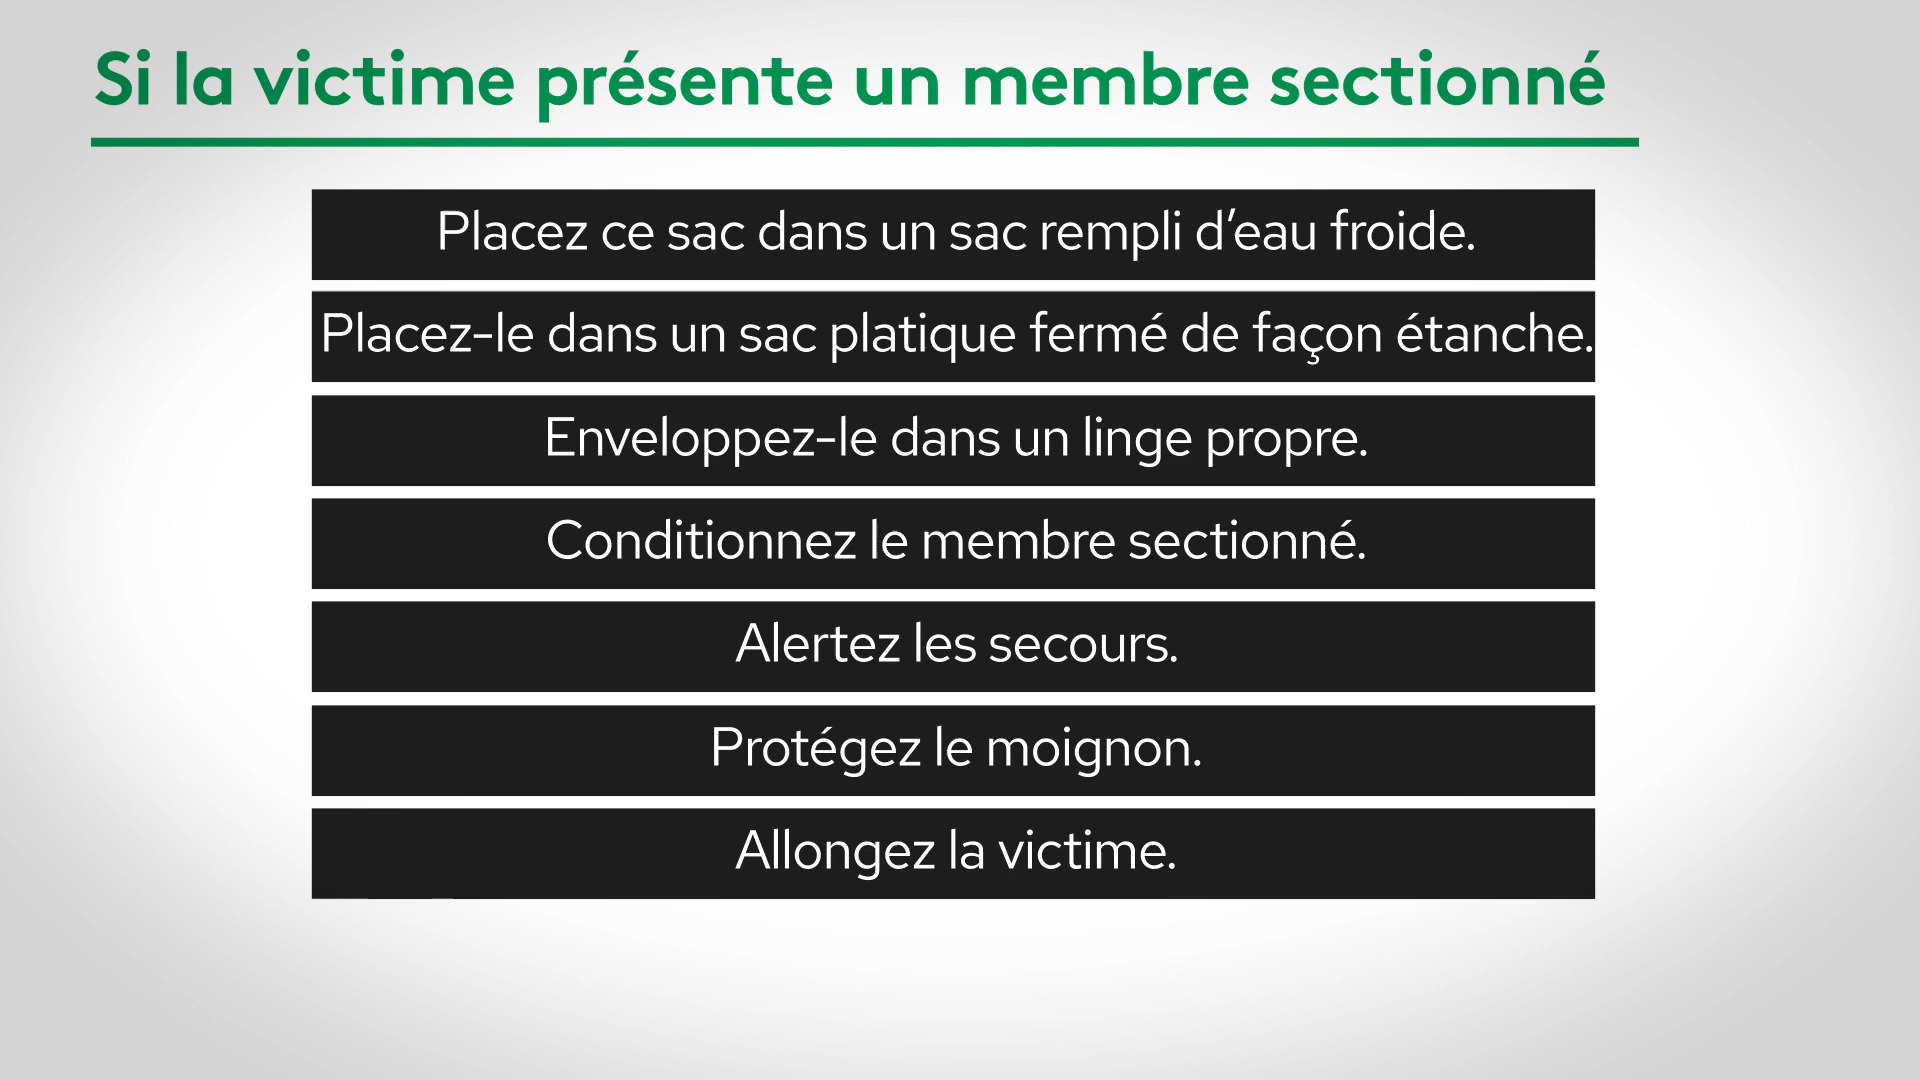 Si la victime présente un membre sectionné
Placez ce sac dans un sac rempli d’eau froide.
Placez-le dans un sac platique fermé de façon étanche.
Enveloppez-le dans un linge propre.
Conditionnez le membre sectionné.
Alertez les secours.
Protégez le moignon.
Allongez la victime.